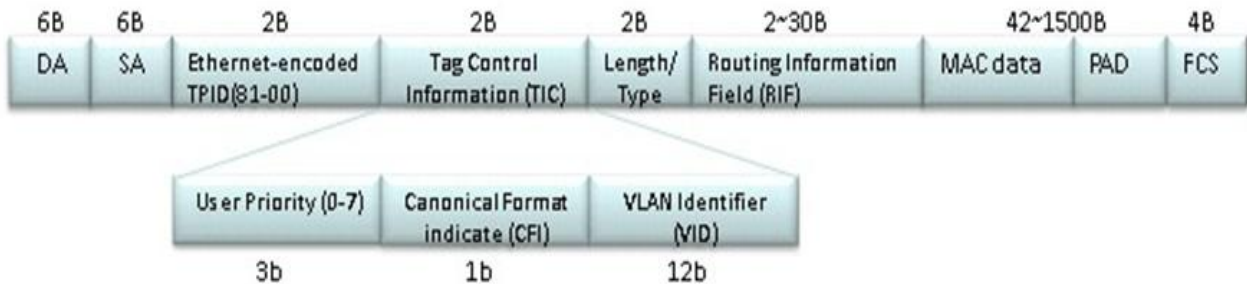 6B 6B 2B 2B 2B 2~30B 42~1500B 4B
DA SA Ethernet-encoded TPID(81-00) Tag Control Information (TIC) Length/Type Routing Information Field (RIF) MAC data PAD FCS
User Priority (0-7) Canonical Format indicate (CFI) VLAN Identifier (VID)
3b 1b 12b